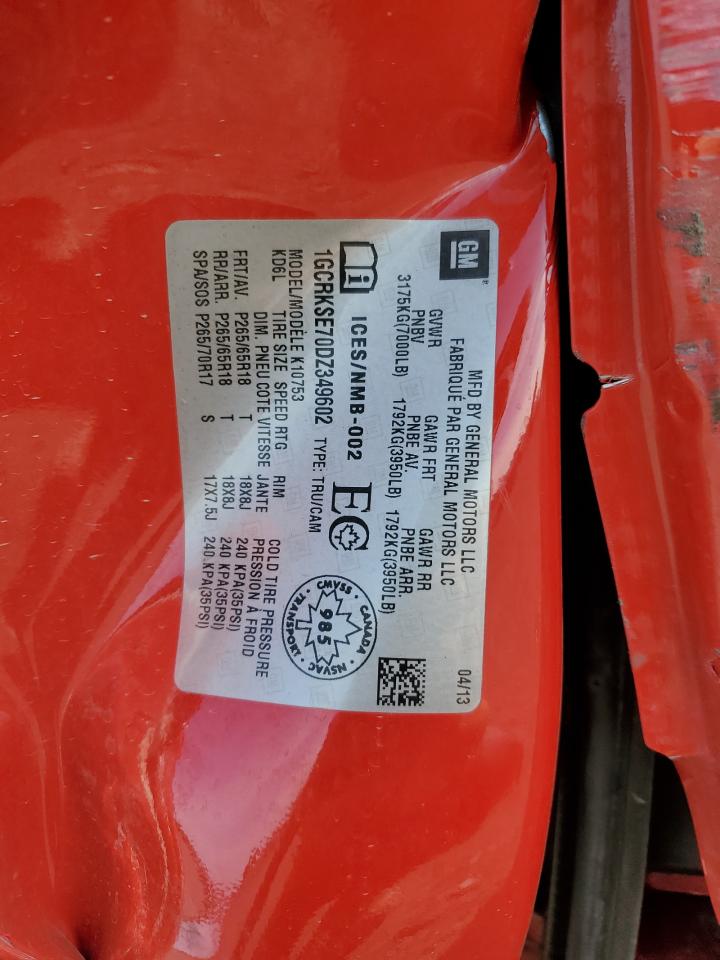 GM
MFD BY GENERAL MOTORS LLC 04/13
FABRIQUÉ PAR GENERAL MOTORS LLC
GVWR GAWR FRT GAWR RR
PNBV PNBE AV. PNBE ARR.
3175KG(7000LB) 1792KG(3950LB) 1792KG(3950LB)
ICES/NMB-002 EC
CMVSS · CANADA · NSVAC · TRANSPORT ·
985
1GCRKSE70DZ349602 TYPE: TRU/CAM
MODEL/MODÈLE K10753
KD6L TIRE SIZE SPEED RTG RIM COLD TIRE PRESSURE
DIM. PNEU COTE VITESSE JANTE PRESSION À FROID
FRT/AV. P265/65R18 T 18X8J 240 KPA(35PSI)
RP/ARR. P265/65R18 T 18X8J 240 KPA(35PSI)
SPA/SOS P265/70R17 S 17X7.5J 240 KPA(35PSI)